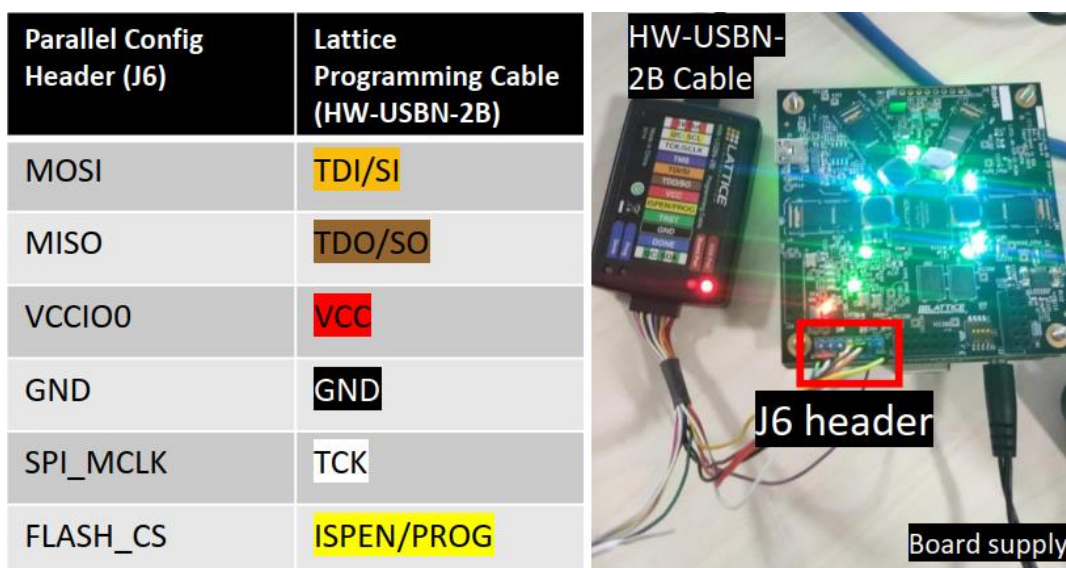 Parallel Config
Header (J6)
Lattice
Programming Cable
(HW-USBN-2B)
MOSI
TDI/SI
MISO
TDO/SO
VCCIO0
VCC
GND
GND
SPI_MCLK
TCK
FLASH_CS
ISPEN/PROG
HW-USBN-
2B Cable
LATTICE
TCK/SCLK
TMS
TDI/SI
TDO/SO
VCC
ISPEN/PROG
TRST
GND
DONE
LATTICE
J6 header
Board supply